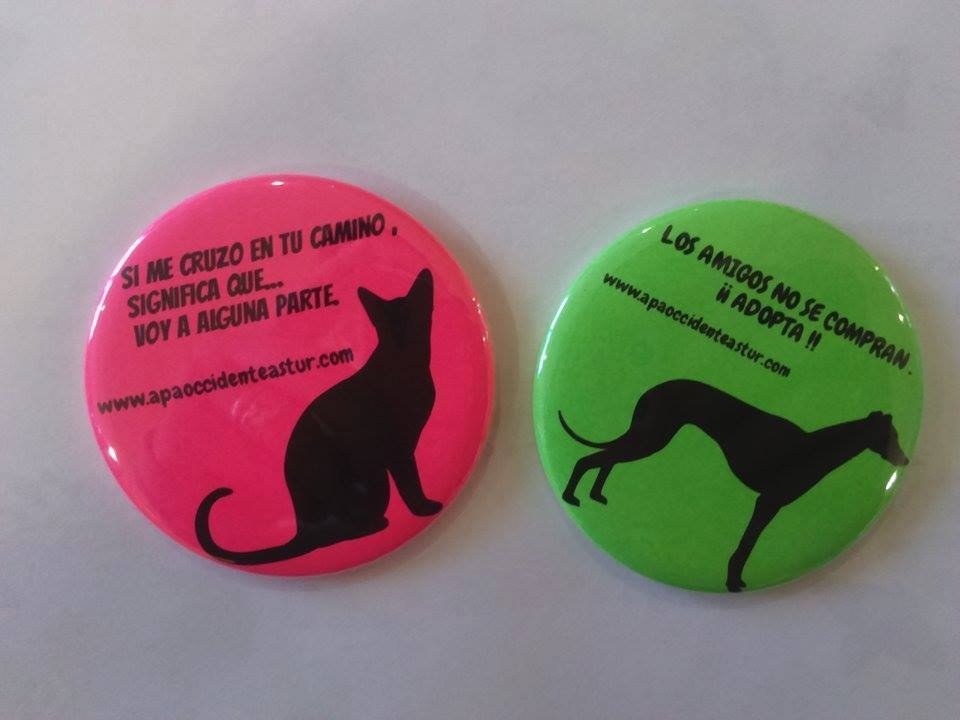 SI ME CRUZO EN TU CAMINO ,
SIGNIFICA QUE...
VOY A AlGUNA PARTE.
www.apaoccidenteastur.com
LOS AMIGOS NO SE COMPRAN .
¡¡ ADOPTA !!
www.apaoccidenteastur.com